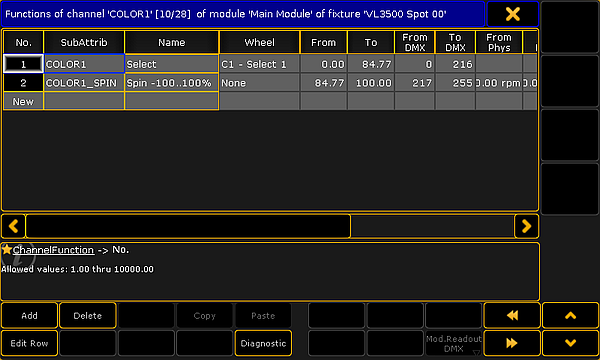 Functions of channel 'COLOR1' [10/28]  of module 'Main Module' of fixture 'VL3500 Spot 00'
No. SubAttrib Name Wheel From To From DMX To DMX From Phys
1 COLOR1 Select C1 - Select 1 0.00 84.77 0 216
2 COLOR1_SPIN Spin -100..100% None 84.77 100.00 217 255 0.00 rpm
New
ChannelFunction -> No.
Allowed values: 1.00 thru 10000.00
Add Delete Copy Paste
Edit Row Diagnostic Mod.Readout DMX